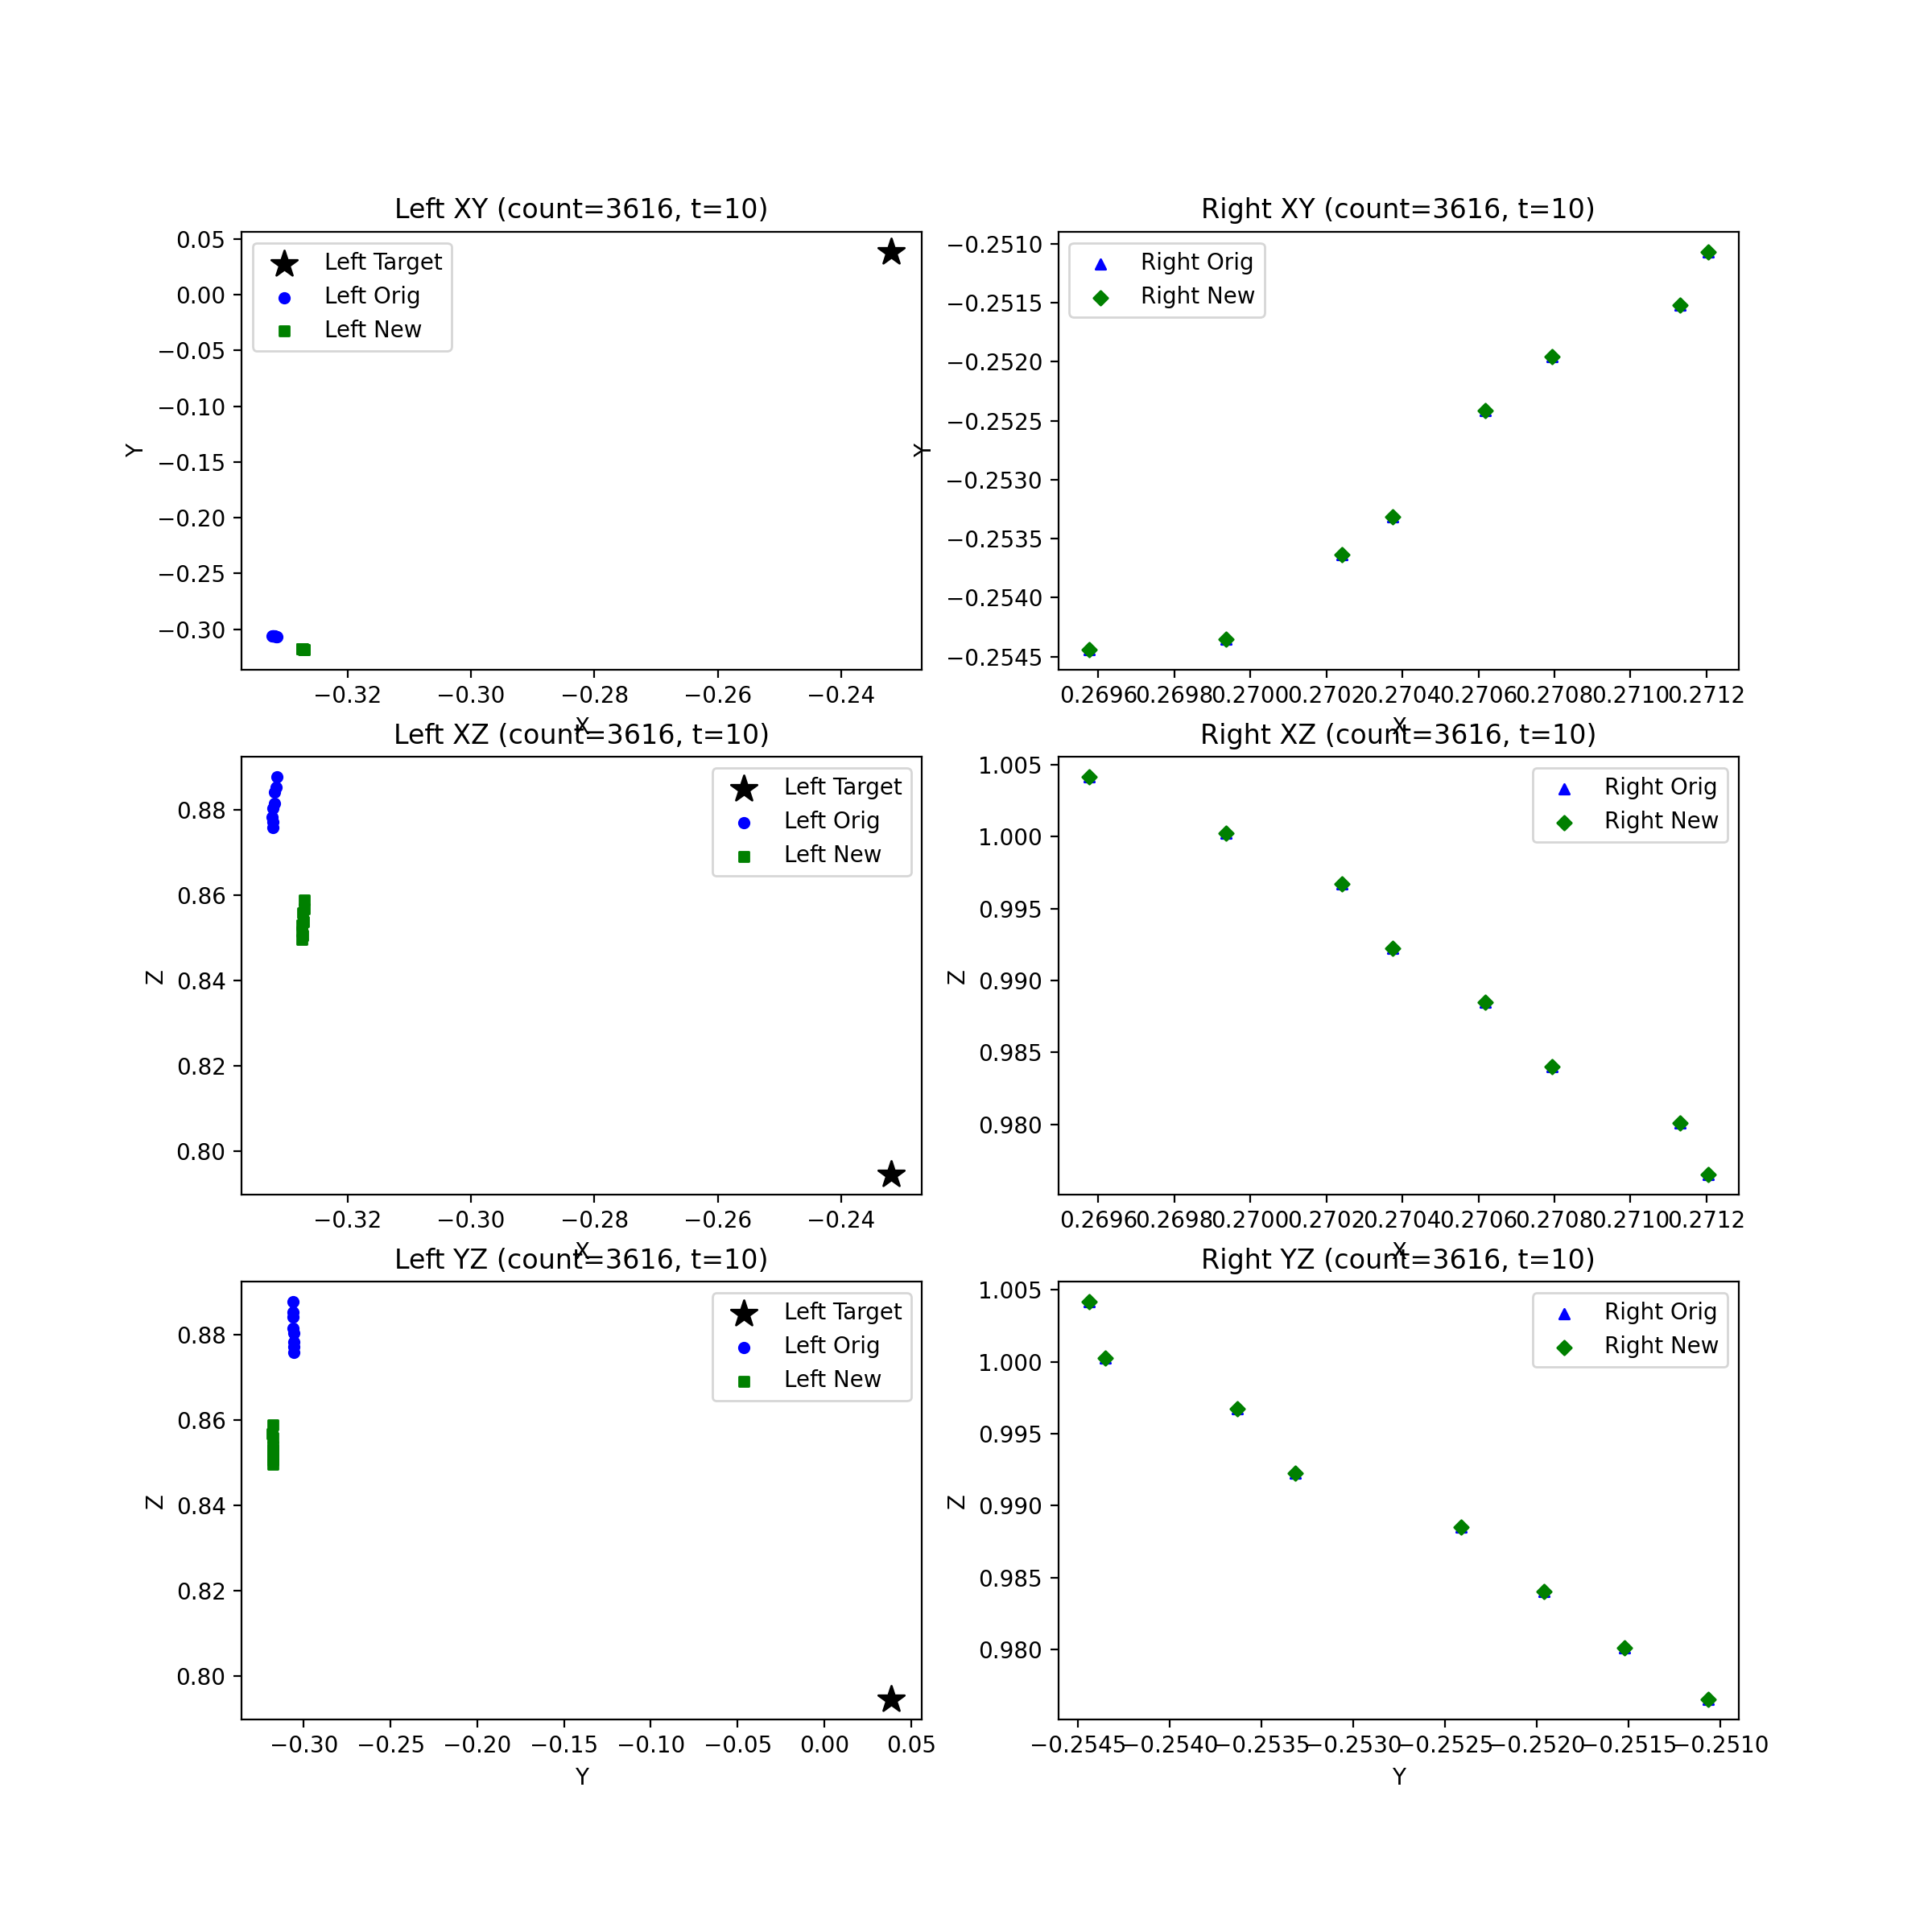 Left XY (count=3616, t=10)
Left Target
Left Orig
Left New
0.05
0.00
−0.05
−0.10
−0.15
−0.20
−0.25
−0.30
Y
−0.32
−0.30
−0.28
−0.26
−0.24
X
Right XY (count=3616, t=10)
Right Orig
Right New
−0.2510
−0.2515
−0.2520
−0.2525
−0.2530
−0.2535
−0.2540
−0.2545
Y
0.2696
0.2698
0.2700
0.2702
0.2704
0.2706
0.2708
0.2710
0.2712
X
Left XZ (count=3616, t=10)
Left Target
Left Orig
Left New
0.88
0.86
0.84
0.82
0.80
Z
−0.32
−0.30
−0.28
−0.26
−0.24
X
Right XZ (count=3616, t=10)
Right Orig
Right New
1.005
1.000
0.995
0.990
0.985
0.980
Z
0.2696
0.2698
0.2700
0.2702
0.2704
0.2706
0.2708
0.2710
0.2712
X
Left YZ (count=3616, t=10)
Left Target
Left Orig
Left New
0.88
0.86
0.84
0.82
0.80
Z
−0.30
−0.25
−0.20
−0.15
−0.10
−0.05
0.00
0.05
Y
Right YZ (count=3616, t=10)
Right Orig
Right New
1.005
1.000
0.995
0.990
0.985
0.980
Z
−0.2545
−0.2540
−0.2535
−0.2530
−0.2525
−0.2520
−0.2515
−0.2510
Y